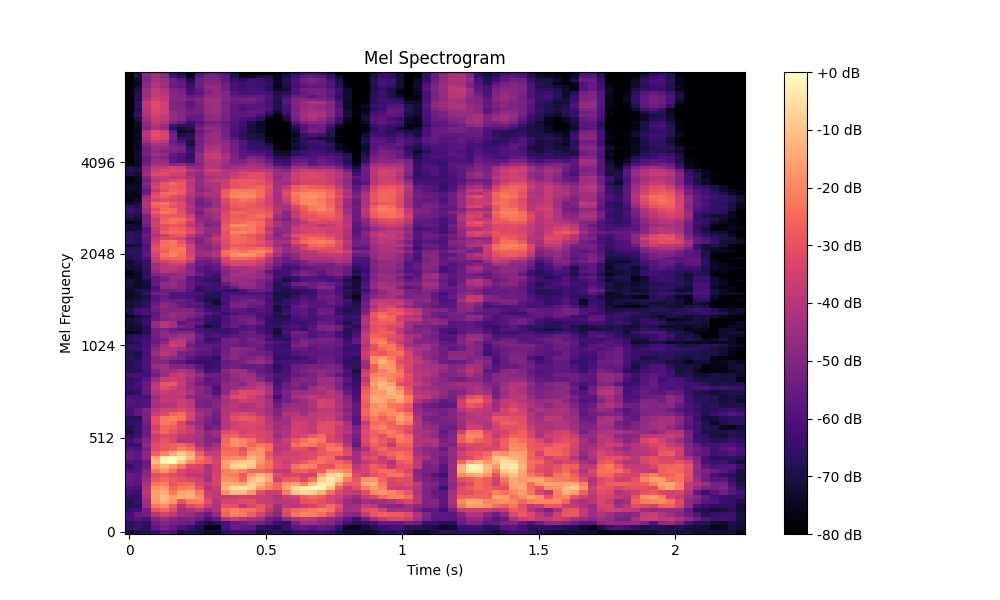 Mel Spectrogram
+0 dB
-10 dB
-20 dB
-30 dB
-40 dB
-50 dB
-60 dB
-70 dB
-80 dB
Mel Frequency
4096
2048
1024
512
0
0 0.5 1 1.5 2
Time (s)